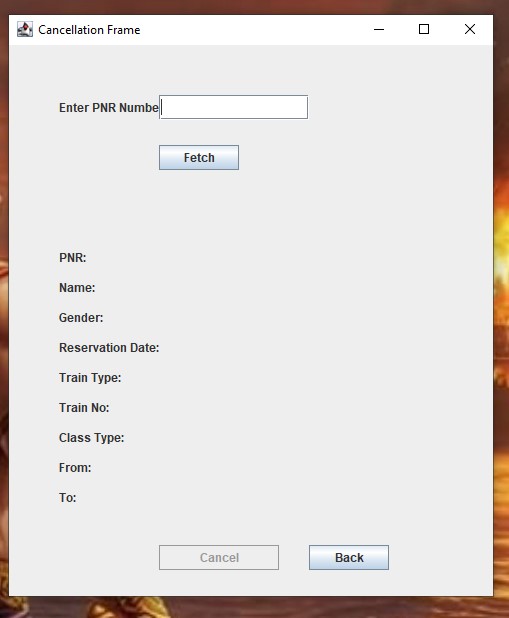 Cancellation Frame
Enter PNR Numbe
Fetch
PNR:
Name:
Gender:
Reservation Date:
Train Type:
Train No:
Class Type:
From:
To:
Cancel Back